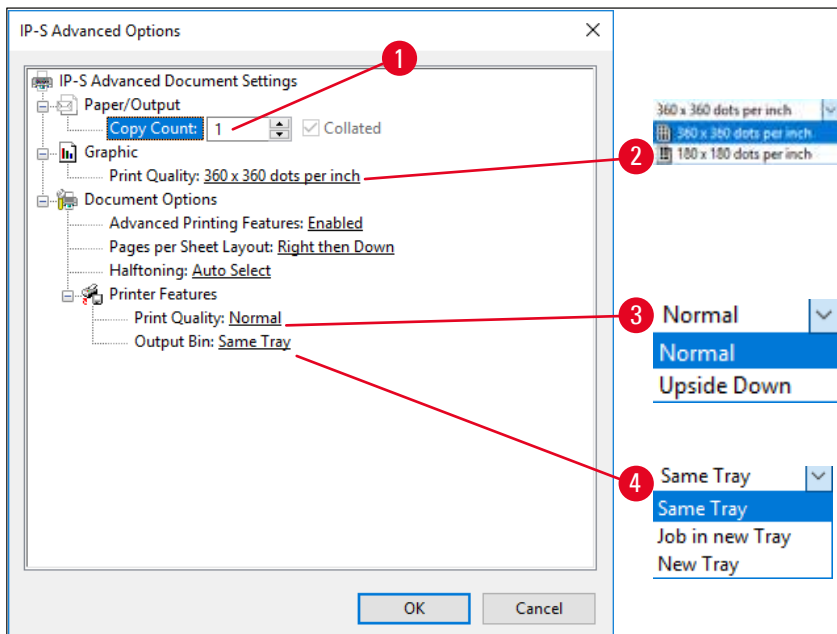 IP-S Advanced Options
IP-S Advanced Document Settings
Paper/Output
Copy Count: 1 Collated
Graphic
Print Quality: 360 x 360 dots per inch
Document Options
Advanced Printing Features: Enabled
Pages per Sheet Layout: Right then Down
Halftoning: Auto Select
Printer Features
Print Quality: Normal
Output Bin: Same Tray
OK
Cancel
1
2
360 x 360 dots per inch
360 x 360 dots per inch
180 x 180 dots per inch
3
Normal
Normal
Upside Down
4
Same Tray
Same Tray
Job in new Tray
New Tray